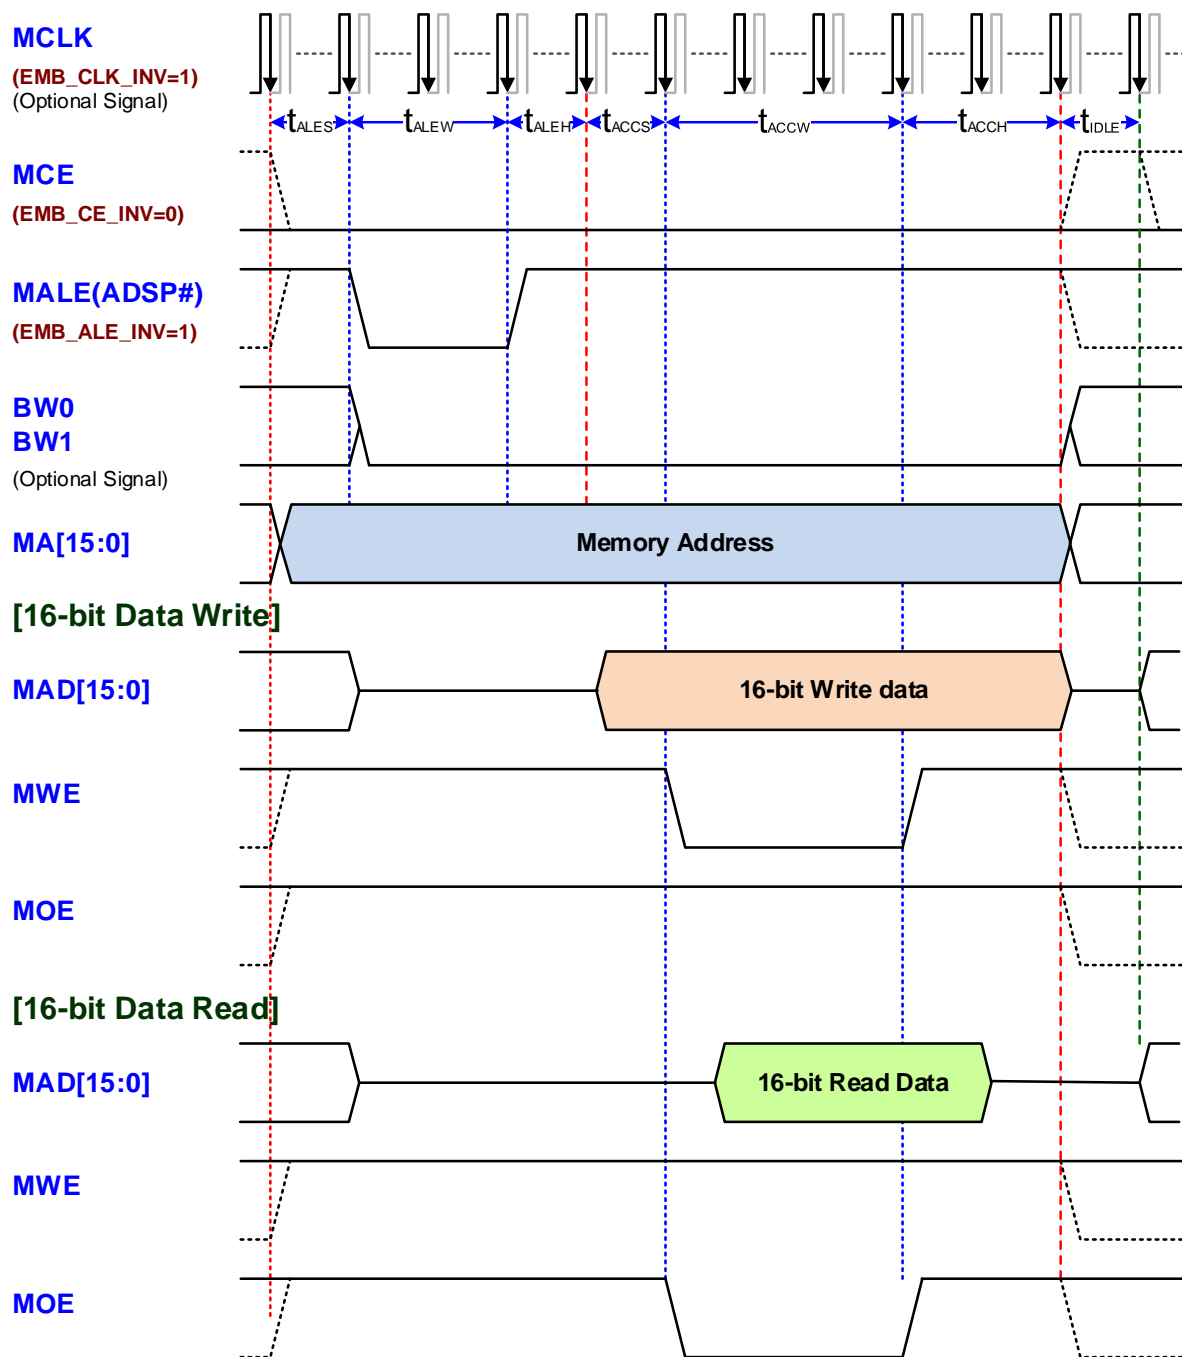 MCLK
(EMB_CLK_INV=1)
(Optional Signal)
tALES tALEW tALEH tACCS tACCW tACCH tIDLE
MCE
(EMB_CE_INV=0)
MALE(ADSP#)
(EMB_ALE_INV=1)
BW0
BW1
(Optional Signal)
MA[15:0] Memory Address
[16-bit Data Write]
MAD[15:0] 16-bit Write data
MWE
MOE
[16-bit Data Read]
MAD[15:0] 16-bit Read Data
MWE
MOE